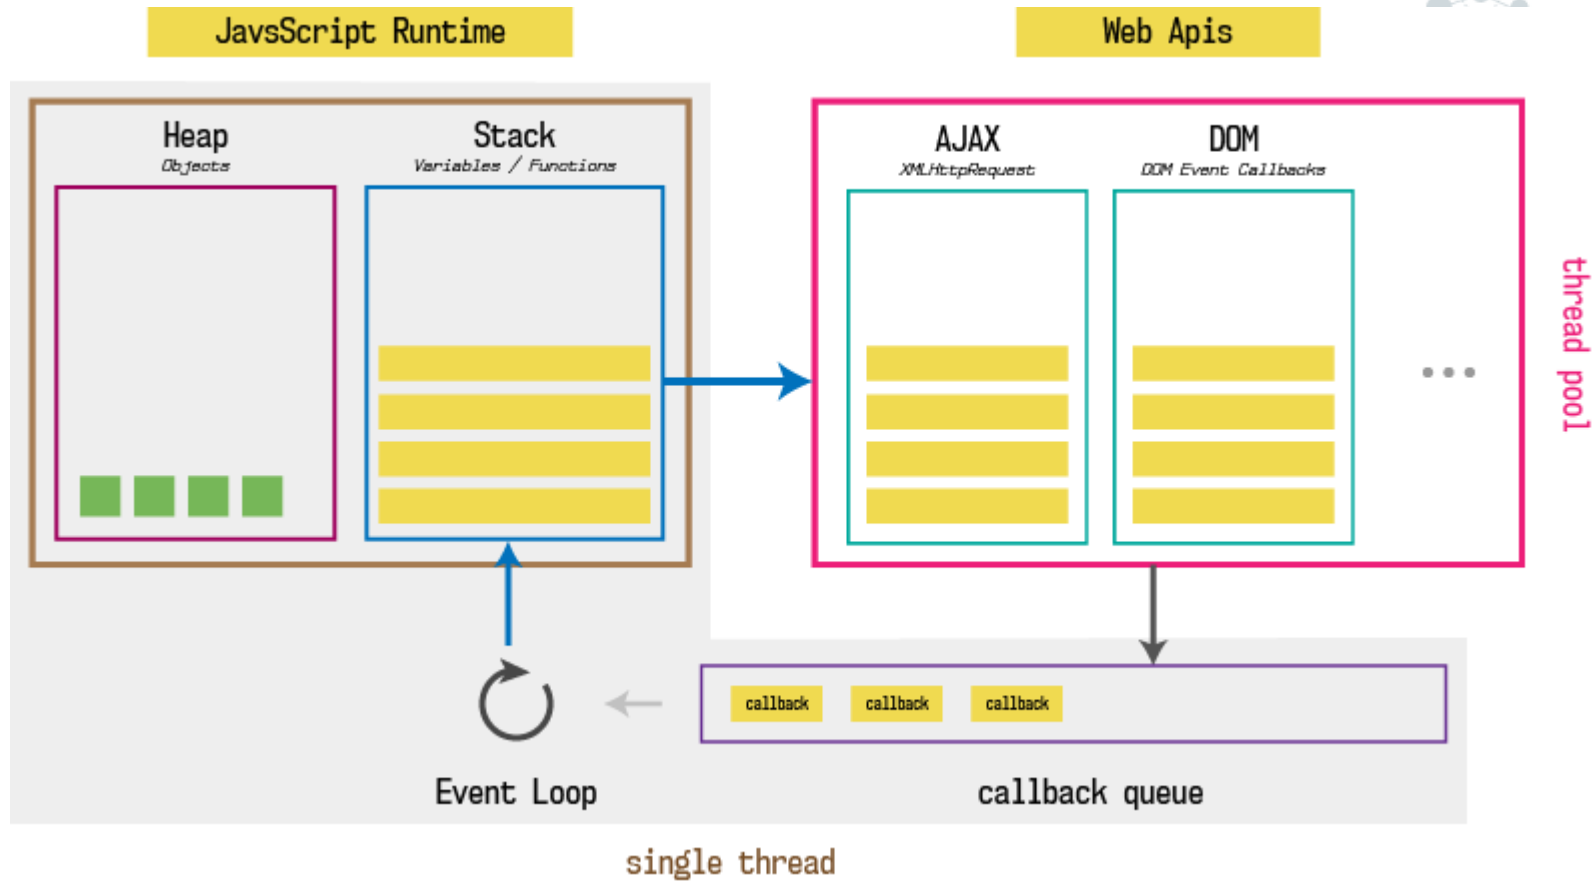 JavsScript Runtime
Web Apis
Heap
Objects
Stack
Variables / Functions
AJAX
XMLHttpRequest
DOM
DOM Event Callbacks
...
thread pool
callback
callback
callback
Event Loop
callback queue
single thread